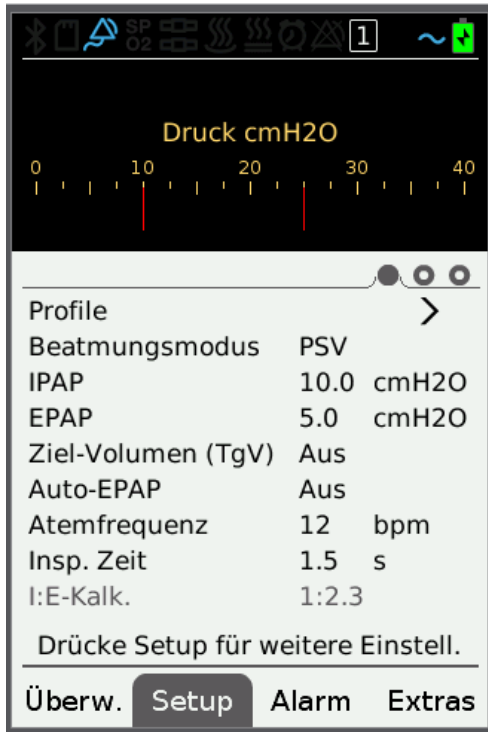 SP
O2
1
Druck cmH2O
0 10 20 30 40
Profile >
Beatmungsmodus PSV
IPAP 10.0 cmH2O
EPAP 5.0 cmH2O
Ziel-Volumen (TgV) Aus
Auto-EPAP Aus
Atemfrequenz 12 bpm
Insp. Zeit 1.5 s
I:E-Kalk. 1:2.3
Drücke Setup für weitere Einstell.
Überw. Setup Alarm Extras